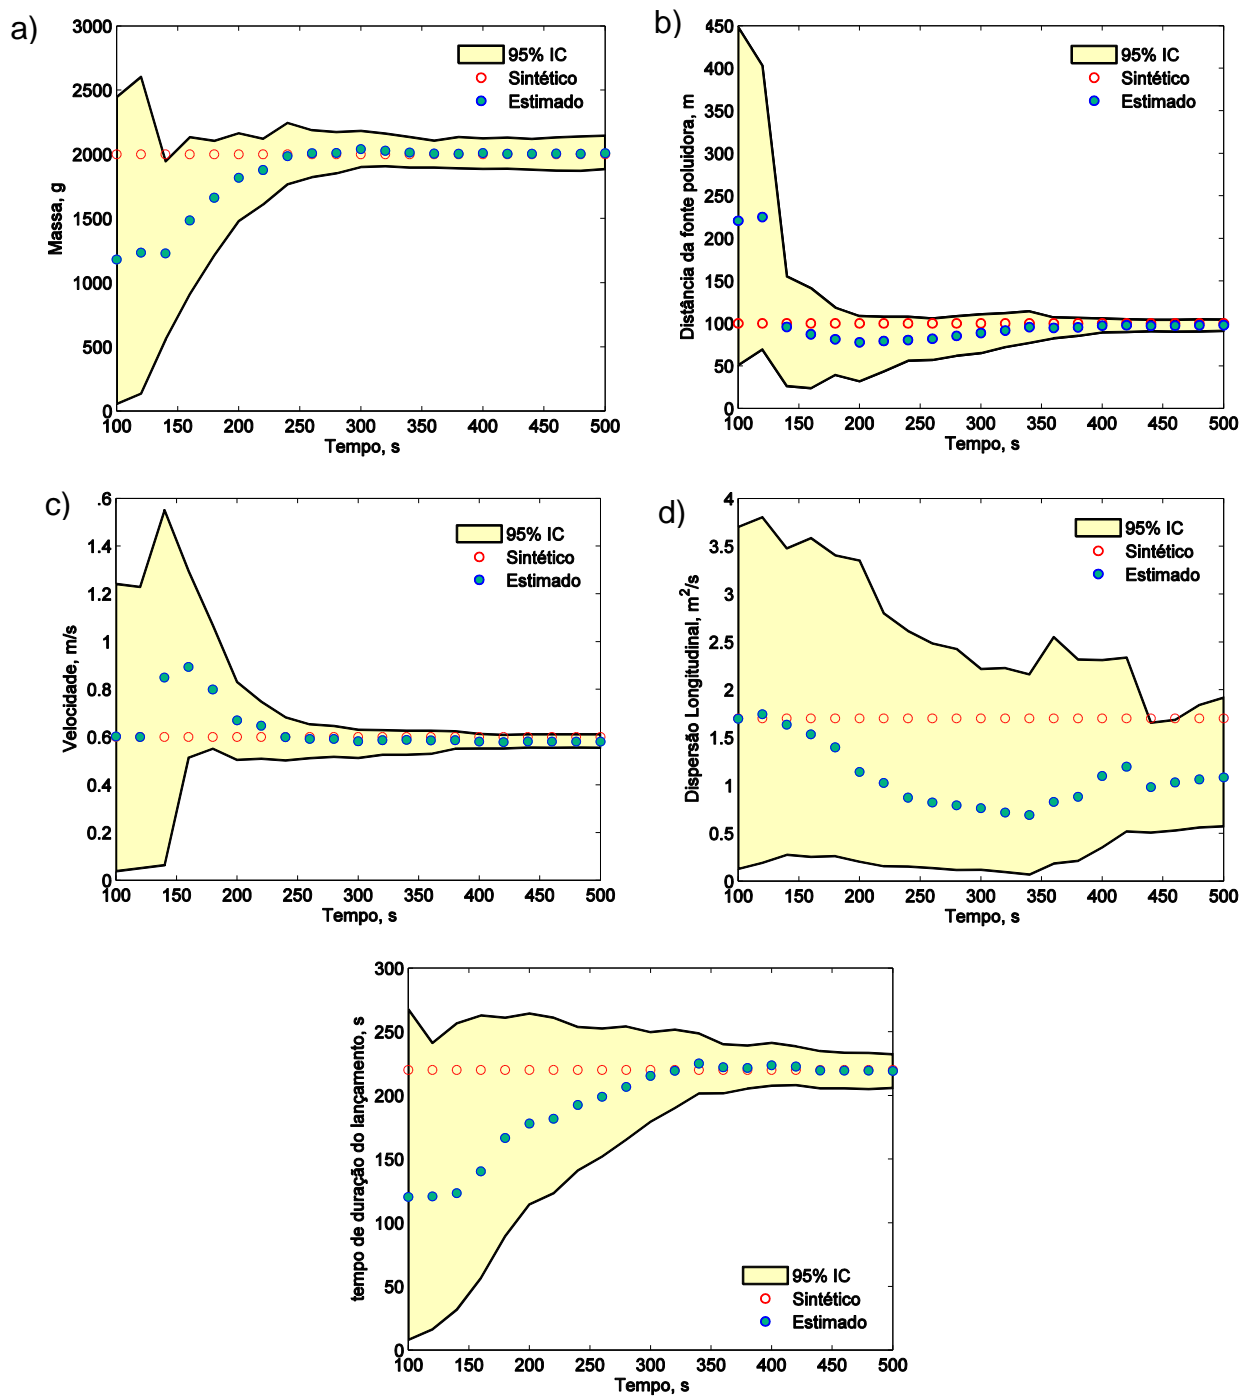 a)
3000
2500
2000
1500
1000
500
0
100 150 200 250 300 350 400 450 500
Massa, g
Tempo, s
95% IC
Sintético
Estimado
b)
450
400
350
300
250
200
150
100
50
0
100 150 200 250 300 350 400 450 500
Distância da fonte poluidora, m
Tempo, s
95% IC
Sintético
Estimado
c)
.6
1.4
1.2
1
0.8
0.6
0.4
0.2
0
100 150 200 250 300 350 400 450 500
Velocidade, m/s
Tempo, s
95% IC
Sintético
Estimado
d)
4
3.5
3
2.5
2
1.5
1
0.5
0
100 150 200 250 300 350 400 450 500
Dispersão Longitudinal, m²/s
Tempo, s
95% IC
Sintético
Estimado
300
250
200
150
100
50
0
100 150 200 250 300 350 400 450 500
tempo de duração do lançamento, s
Tempo, s
95% IC
Sintético
Estimado